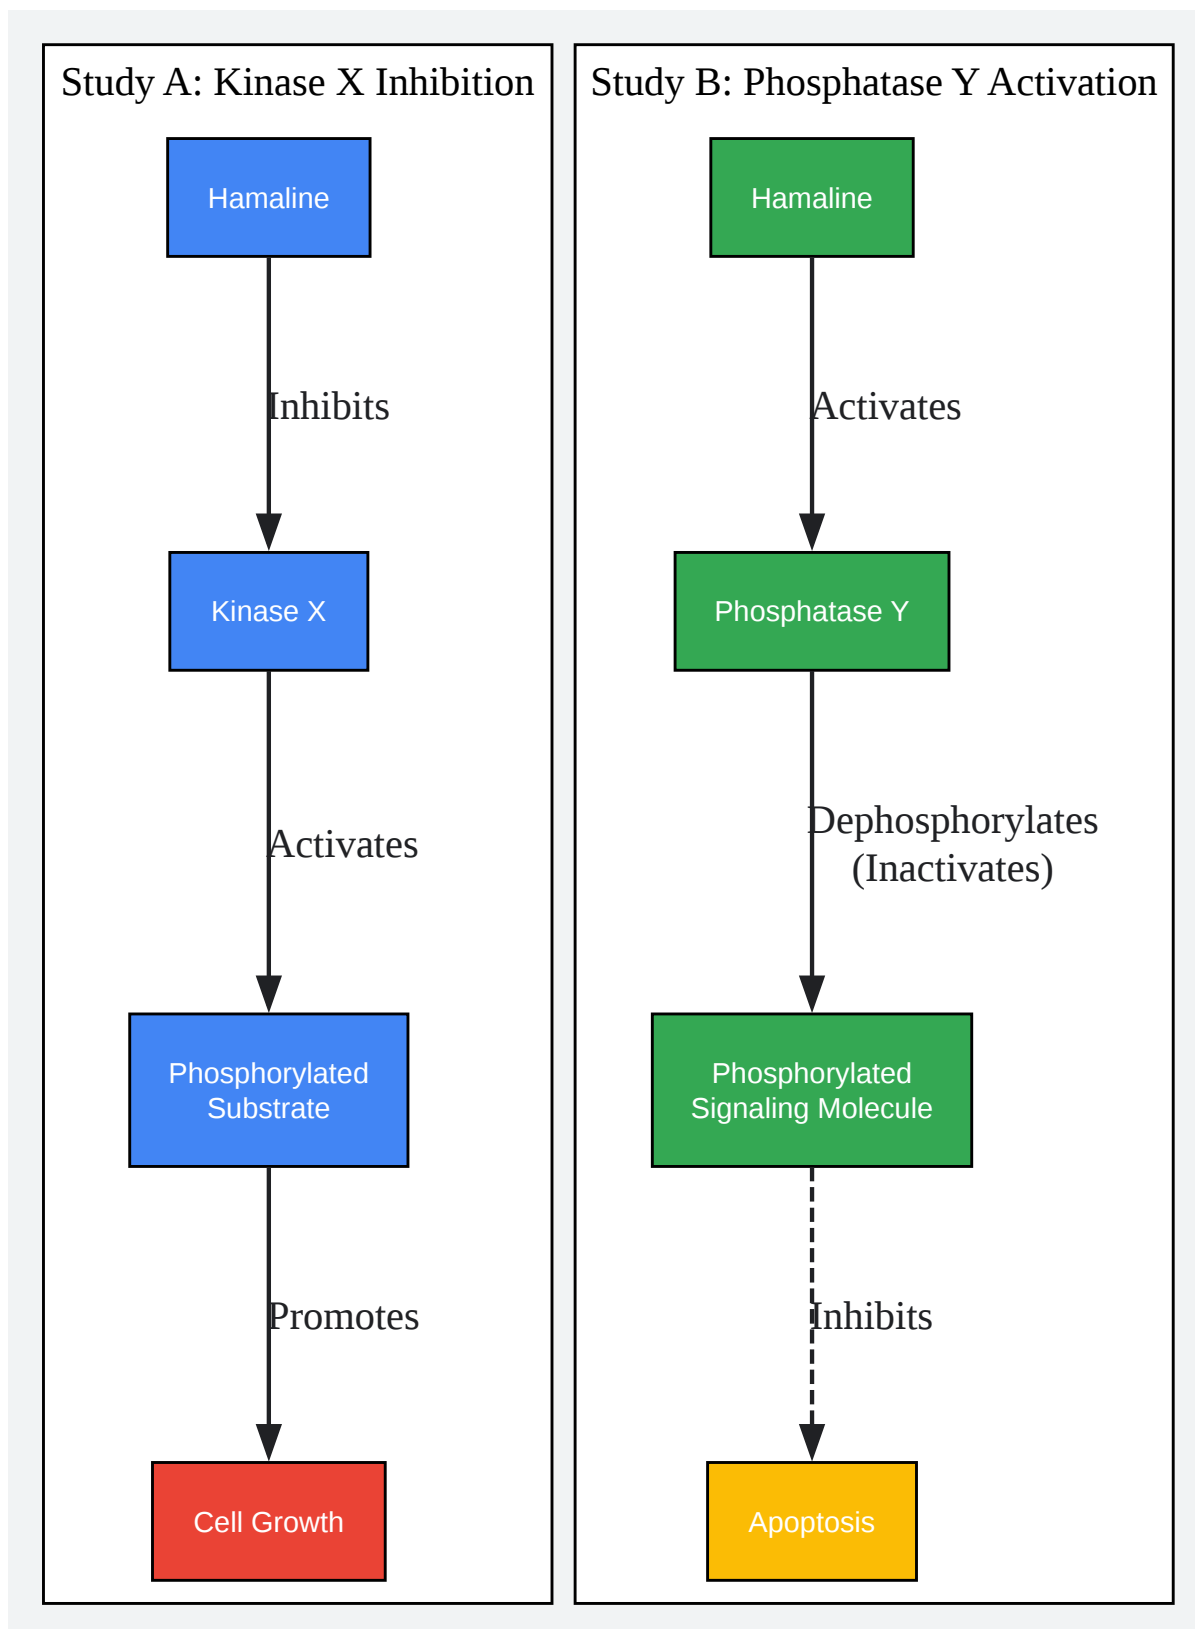 Study A: Kinase X Inhibition
Hamaline
Inhibits
Kinase X
Activates
Phosphorylated
Substrate
Promotes
Cell Growth
Study B: Phosphatase Y Activation
Hamaline
Activates
Phosphatase Y
Dephosphorylates
(Inactivates)
Phosphorylated
Signaling Molecule
Inhibits
Apoptosis